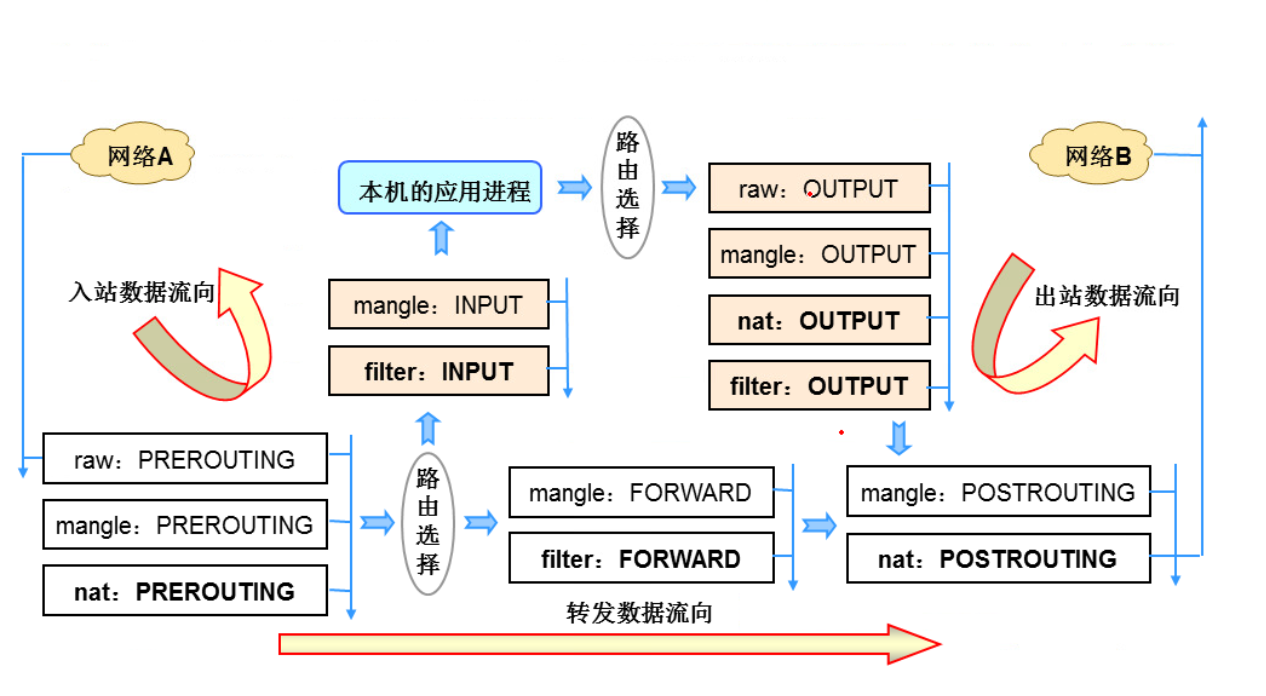 网络A
网络B
本机的应用进程
路由选择
raw：OUTPUT
mangle：OUTPUT
nat：OUTPUT
filter：OUTPUT
入站数据流向
mangle：INPUT
filter：INPUT
出站数据流向
raw：PREROUTING
mangle：PREROUTING
nat：PREROUTING
路由选择
mangle：FORWARD
filter：FORWARD
mangle：POSTROUTING
nat：POSTROUTING
转发数据流向